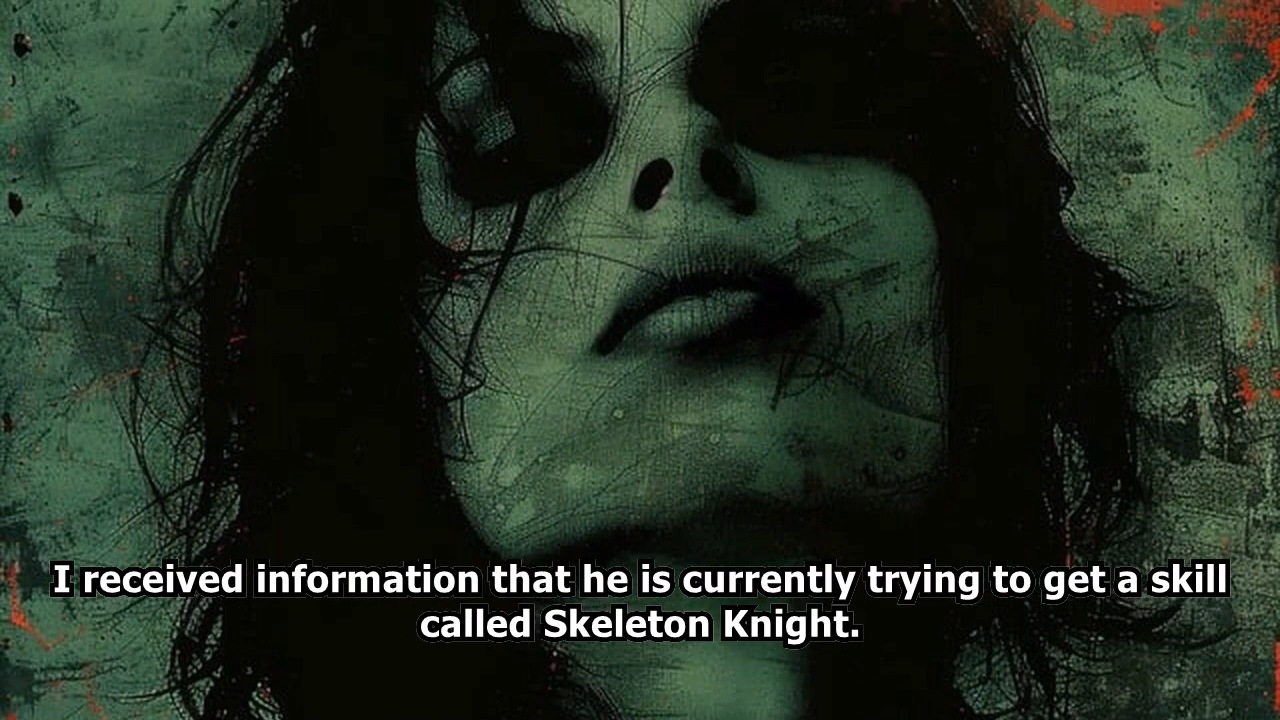 I received information that he is currently trying to get a skill
called Skeleton Knight.